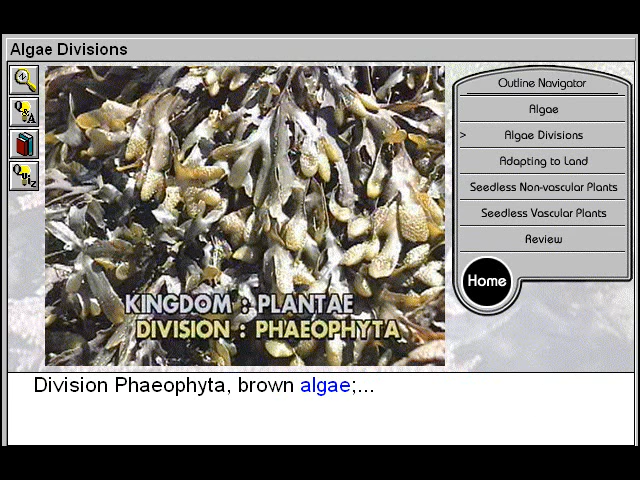 Algae Divisions
Q&A
Quiz
KINGDOM : PLANTAE
DIVISION : PHAEOPHYTA
Outline Navigator
Algae
> Algae Divisions
Adapting to Land
Seedless Non-vascular Plants
Seedless Vascular Plants
Review
Home
Division Phaeophyta, brown algae;...